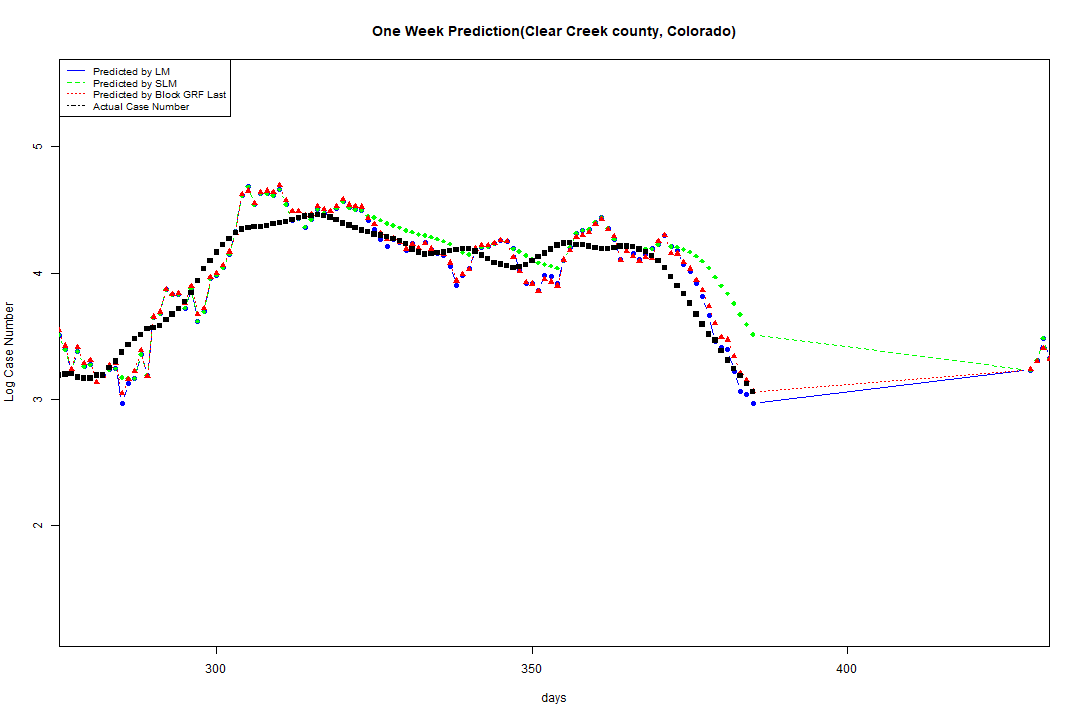 One Week Prediction(Clear Creek county, Colorado)
Predicted by LM
Predicted by SLM
Predicted by Block GRF Last
Actual Case Number
5
4
3
2
Log Case Number
300 350 400
days